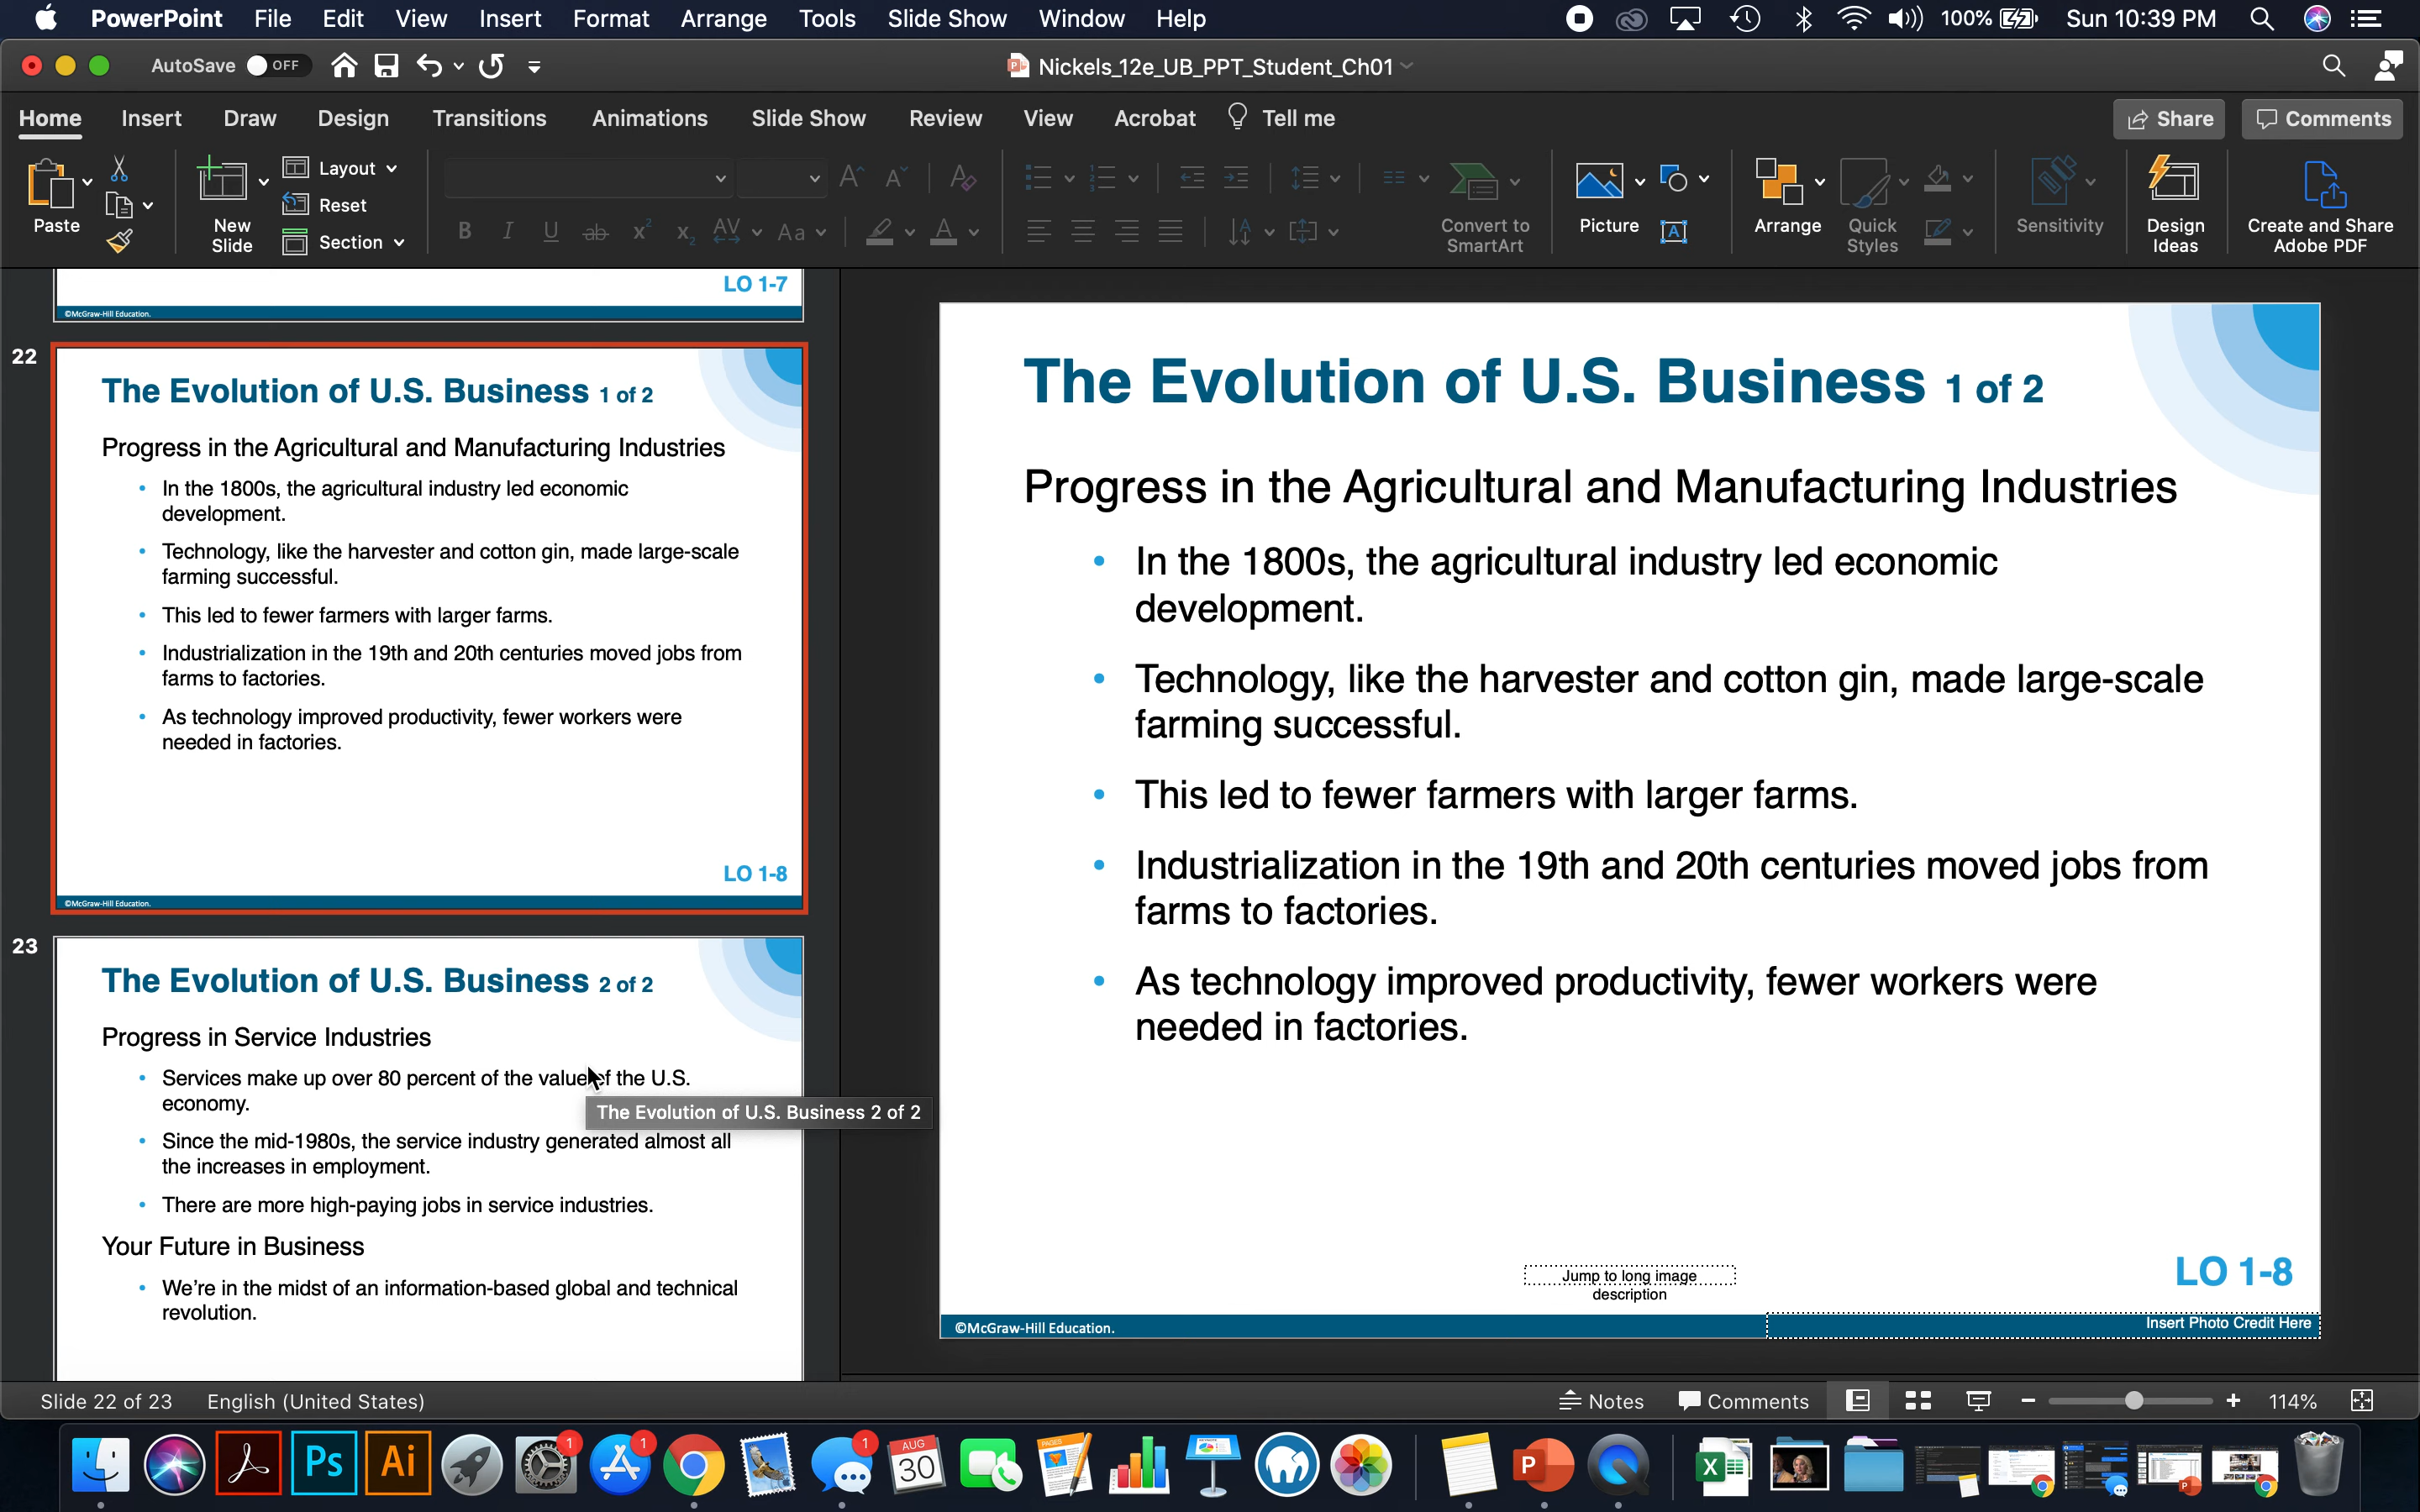 PowerPoint File Edit View Insert Format Arrange Tools Slide Show Window Help 100% Sun 10:39 PM
AutoSave OFF Nickels_12e_UB_PPT_Student_Ch01
Home Insert Draw Design Transitions Animations Slide Show Review View Acrobat Tell me Share Comments
Paste
New
Slide
Layout
Reset
Section
Convert to
SmartArt
Picture
Arrange
Quick
Styles
Sensitivity
Design
Ideas
Create and Share
Adobe PDF
LO 1-7
©McGraw-Hill Education.
22
The Evolution of U.S. Business 1 of 2
Progress in the Agricultural and Manufacturing Industries
• In the 1800s, the agricultural industry led economic
development.
• Technology, like the harvester and cotton gin, made large-scale
farming successful.
• This led to fewer farmers with larger farms.
• Industrialization in the 19th and 20th centuries moved jobs from
farms to factories.
• As technology improved productivity, fewer workers were
needed in factories.
LO 1-8
©McGraw-Hill Education.
23
The Evolution of U.S. Business 2 of 2
Progress in Service Industries
• Services make up over 80 percent of the value of the U.S.
economy.
The Evolution of U.S. Business 2 of 2
• Since the mid-1980s, the service industry generated almost all
the increases in employment.
• There are more high-paying jobs in service industries.
Your Future in Business
• We're in the midst of an information-based global and technical
revolution.
The Evolution of U.S. Business 1 of 2
Progress in the Agricultural and Manufacturing Industries
• In the 1800s, the agricultural industry led economic
development.
• Technology, like the harvester and cotton gin, made large-scale
farming successful.
• This led to fewer farmers with larger farms.
• Industrialization in the 19th and 20th centuries moved jobs from
farms to factories.
• As technology improved productivity, fewer workers were
needed in factories.
Jump to long image
description
LO 1-8
©McGraw-Hill Education.
Insert Photo Credit Here
Slide 22 of 23 English (United States) Notes Comments 114%
Ps Ai 1 1 1 AUG 30 PAGES P X